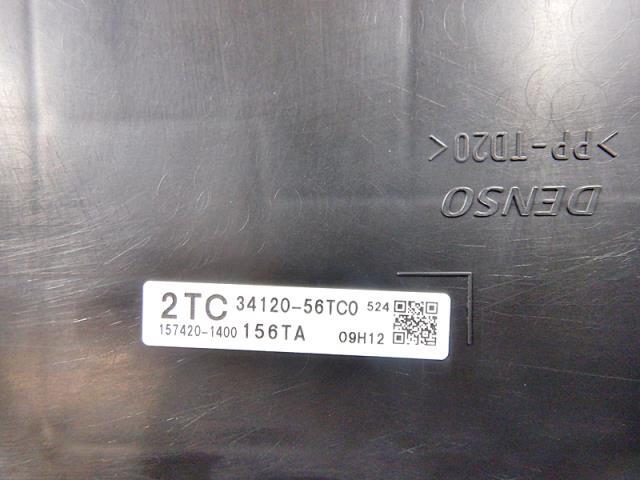 >PP-TD20<
DENSO
2TC 34120-56TC0 524
157420-1400 156TA 09H12